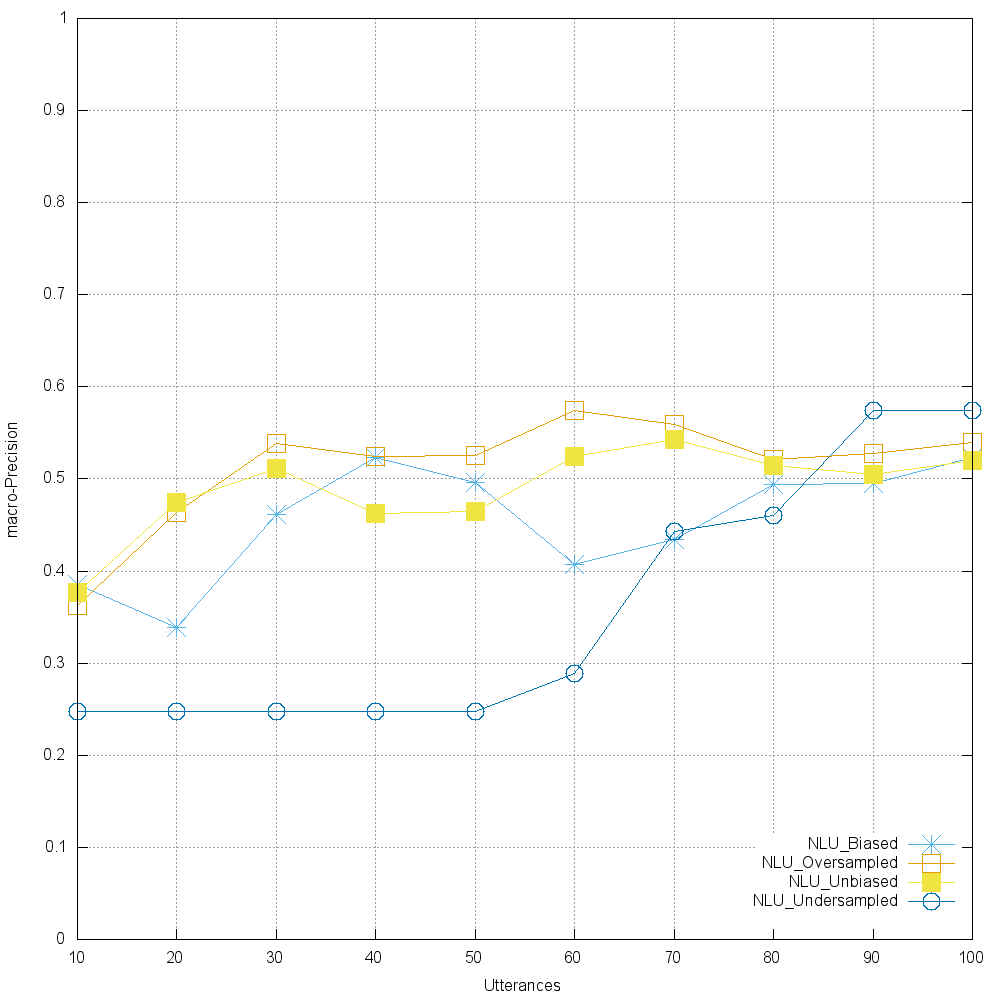 1
0.9
0.8
0.7
0.6
0.5
0.4
0.3
0.2
0.1
0
macro-Precision
10 20 30 40 50 60 70 80 90 100
Utterances
NLU_Biased
NLU_Oversampled
NLU_Unbiased
NLU_Undersampled